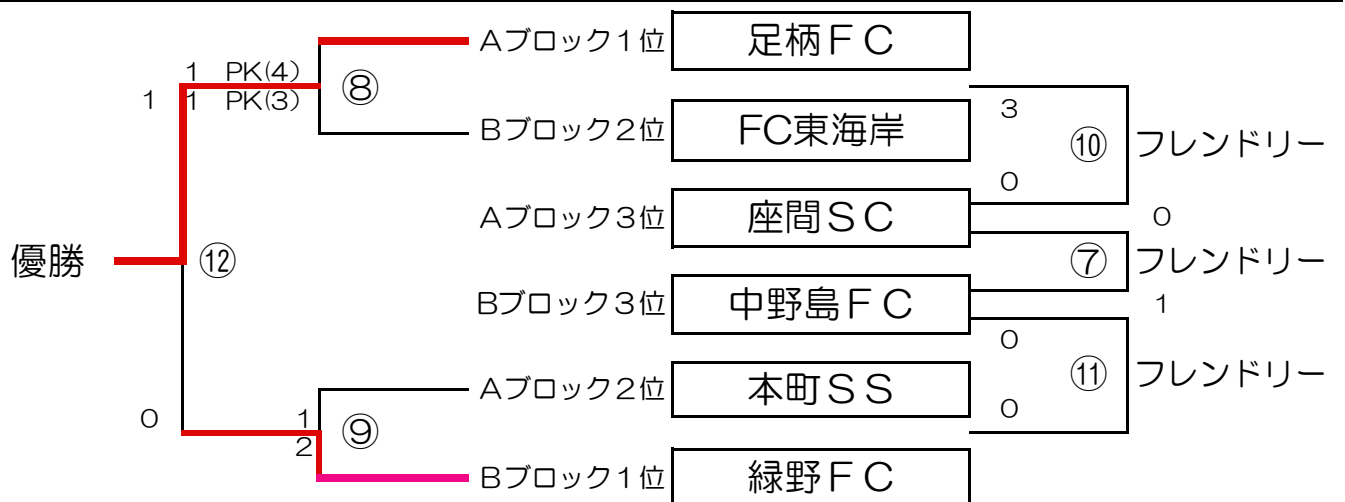 Aブロック1位 足柄FC
1 PK(4)
⑧
1 1 PK(3)
3
Bブロック2位 FC東海岸
⑩ フレンドリー
0
Aブロック3位 座間SC
0
優勝 ⑫
⑦ フレンドリー
Bブロック3位 中野島FC
1
0
⑪ フレンドリー
Aブロック2位 本町SS
0
0 1
⑨
2
Bブロック1位 緑野FC